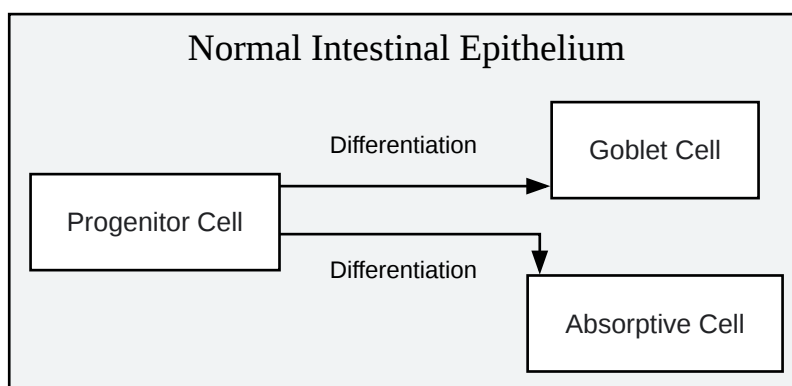 Normal Intestinal Epithelium
Differentiation
Goblet Cell
Progenitor Cell
Differentiation
Absorptive Cell